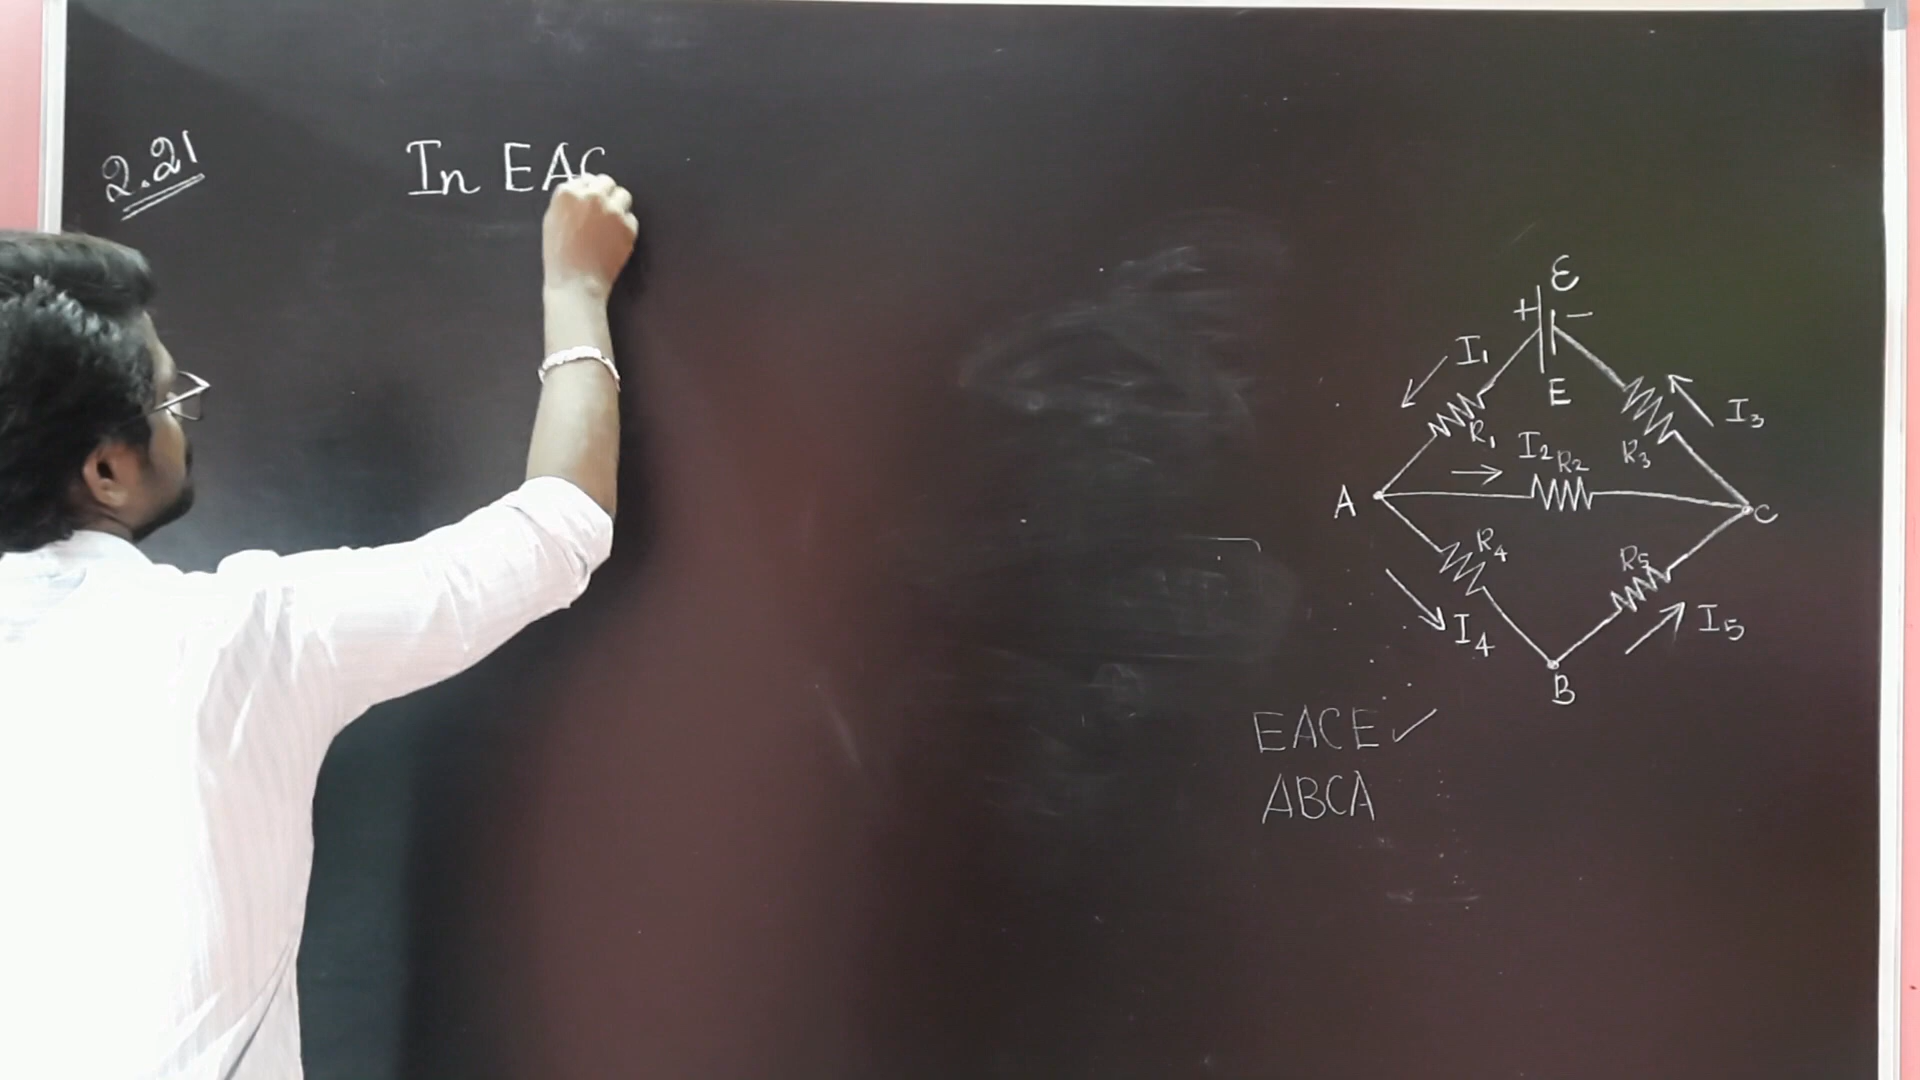 2.21
In EAC
ε
+ −
I₁
E
I₃
R₁
I₂
R₂
R₃
A
C
R₄
R₅
I₄
I₅
B
EACE ✓
ABCA